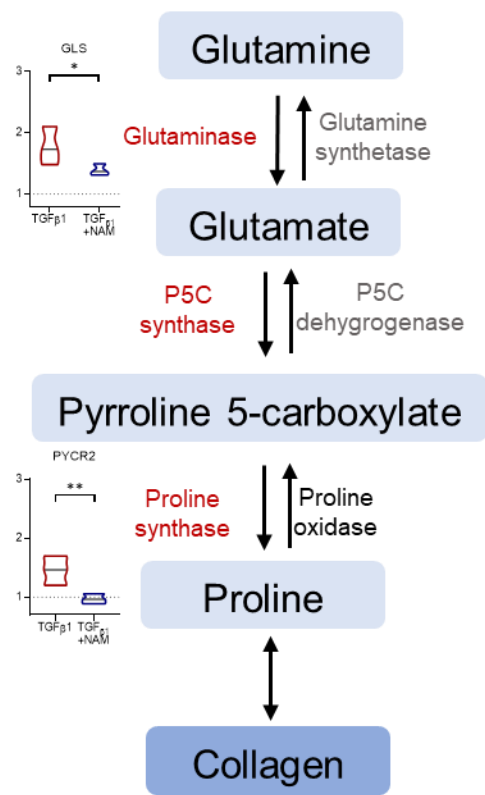 Glutamine
GLS
3
*
2
1
TGFβ1
TGFβ1
+NAM
Glutaminase
Glutamine
synthetase
Glutamate
P5C
synthase
P5C
dehygrogenase
Pyrroline 5-carboxylate
PYCR2
3
**
2
1
TGFβ1
TGFβ1
+NAM
Proline
synthase
Proline
oxidase
Proline
Collagen